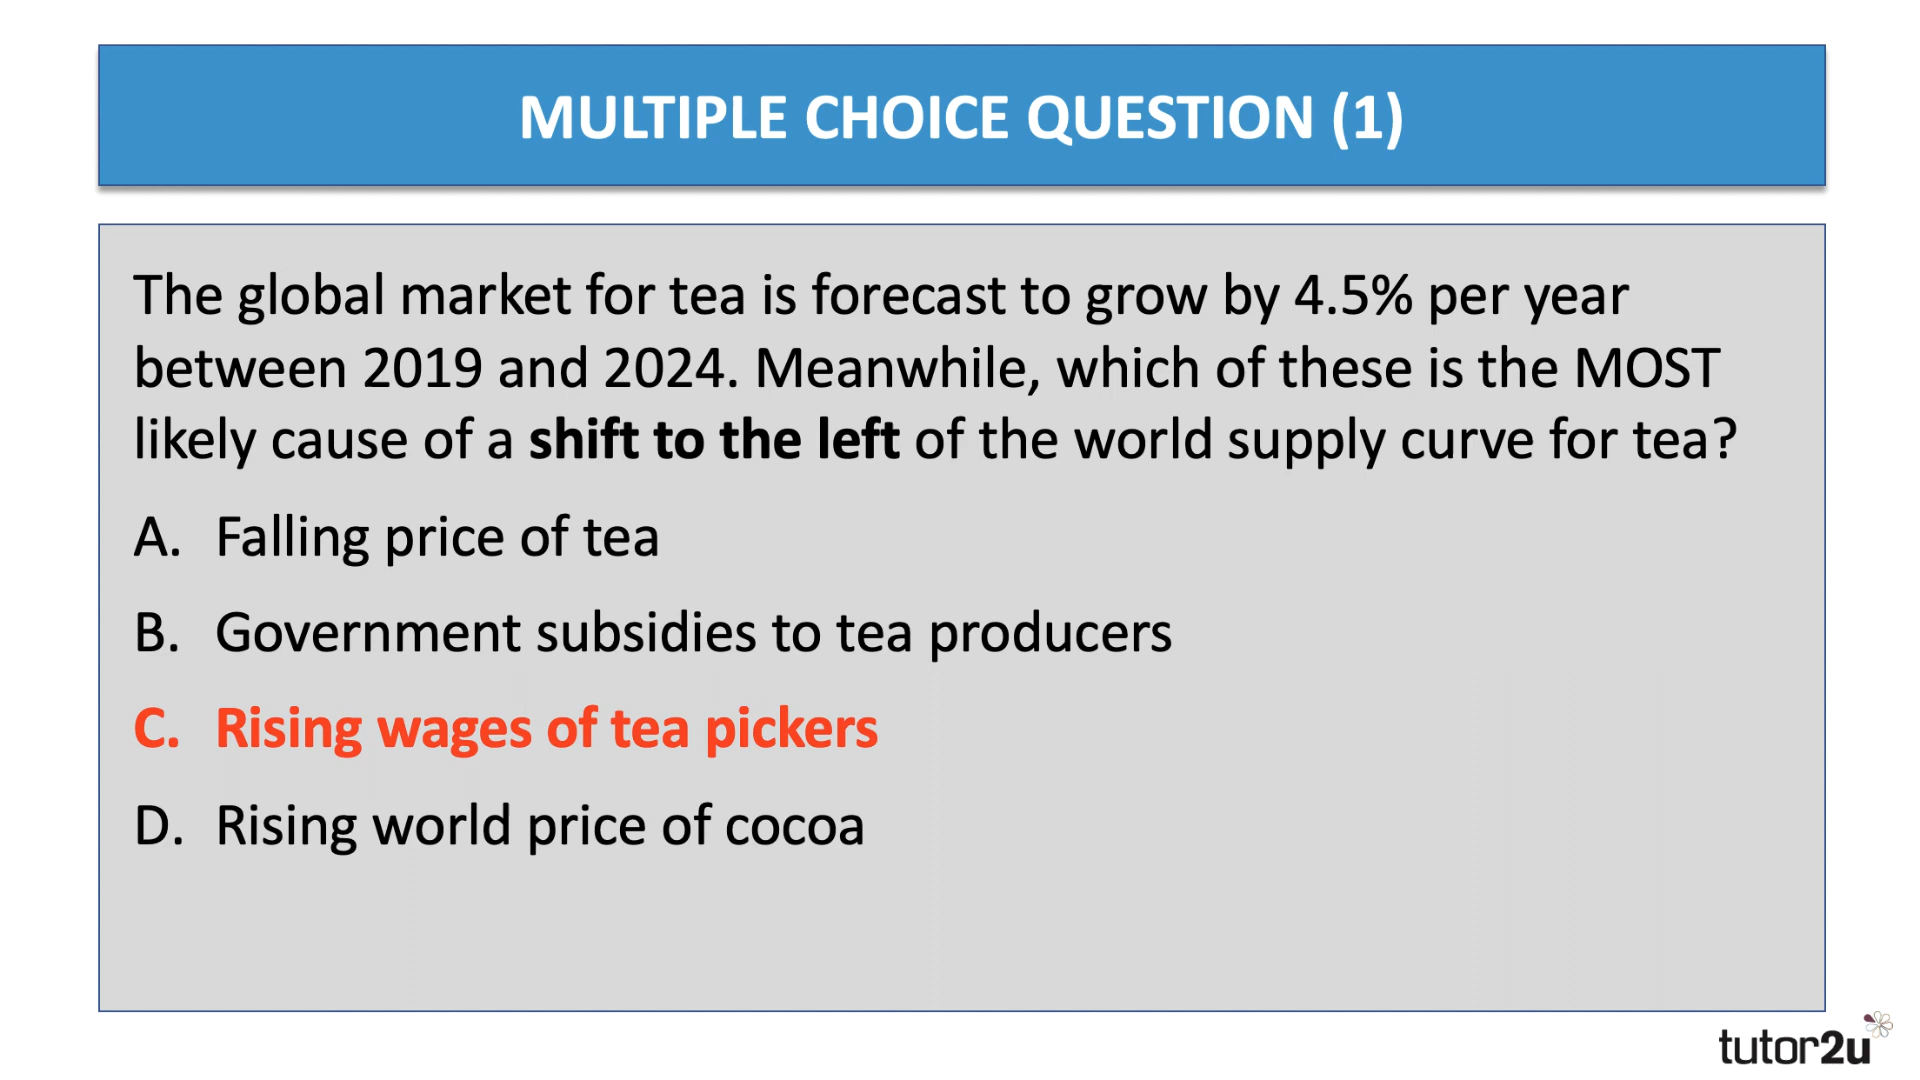 MULTIPLE CHOICE QUESTION (1)
The global market for tea is forecast to grow by 4.5% per year
between 2019 and 2024. Meanwhile, which of these is the MOST
likely cause of a shift to the left of the world supply curve for tea?
A. Falling price of tea
B. Government subsidies to tea producers
C. Rising wages of tea pickers
D. Rising world price of cocoa
tutor2u